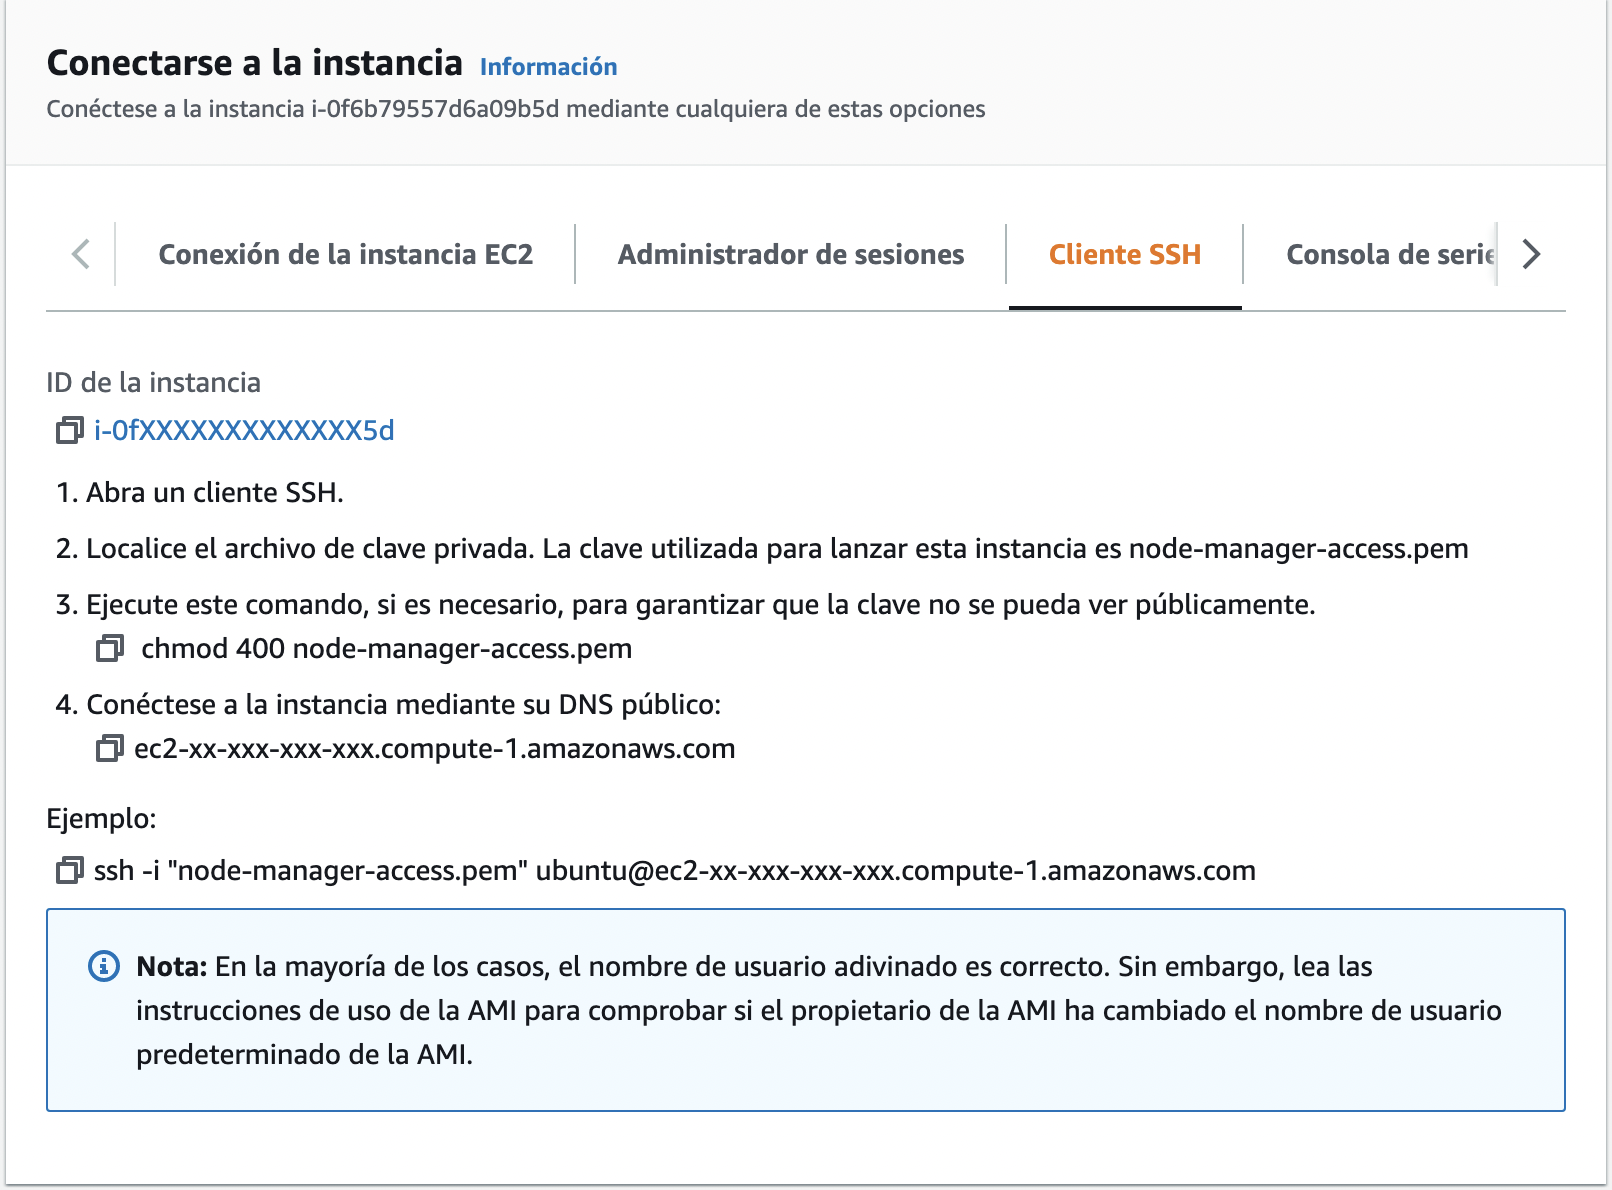 Conectarse a la instancia Información
Conéctese a la instancia i-0f6b79557d6a09b5d mediante cualquiera de estas opciones
Conexión de la instancia EC2
Administrador de sesiones
Cliente SSH
Consola de serie
ID de la instancia
i-0fXXXXXXXXXXXXX5d
1. Abra un cliente SSH.
2. Localice el archivo de clave privada. La clave utilizada para lanzar esta instancia es node-manager-access.pem
3. Ejecute este comando, si es necesario, para garantizar que la clave no se pueda ver públicamente.
chmod 400 node-manager-access.pem
4. Conéctese a la instancia mediante su DNS público:
ec2-xx-xxx-xxx-xxx.compute-1.amazonaws.com
Ejemplo:
ssh -i "node-manager-access.pem" ubuntu@ec2-xx-xxx-xxx-xxx.compute-1.amazonaws.com
Nota: En la mayoría de los casos, el nombre de usuario adivinado es correcto. Sin embargo, lea las
instrucciones de uso de la AMI para comprobar si el propietario de la AMI ha cambiado el nombre de usuario
predeterminado de la AMI.